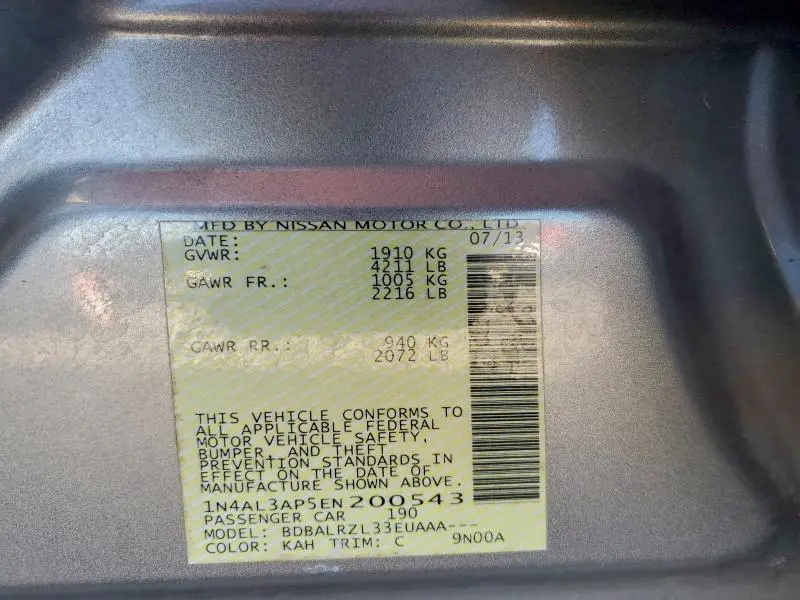 MFD BY NISSAN MOTOR CO., LTD
DATE: 07/13
GVWR: 1910 KG
4211 LB
GAWR FR.: 1005 KG
2216 LB
GAWR RR.: 940 KG
2072 LB
THIS VEHICLE CONFORMS TO
ALL APPLICABLE FEDERAL
MOTOR VEHICLE SAFETY,
BUMPER, AND THEFT
PREVENTION STANDARDS IN
EFFECT ON THE DATE OF
MANUFACTURE SHOWN ABOVE.
1N4AL3AP5EN200543
PASSENGER CAR 190
MODEL: BDBALRZL33EUAAA---
COLOR: KAH TRIM: C 9N00A